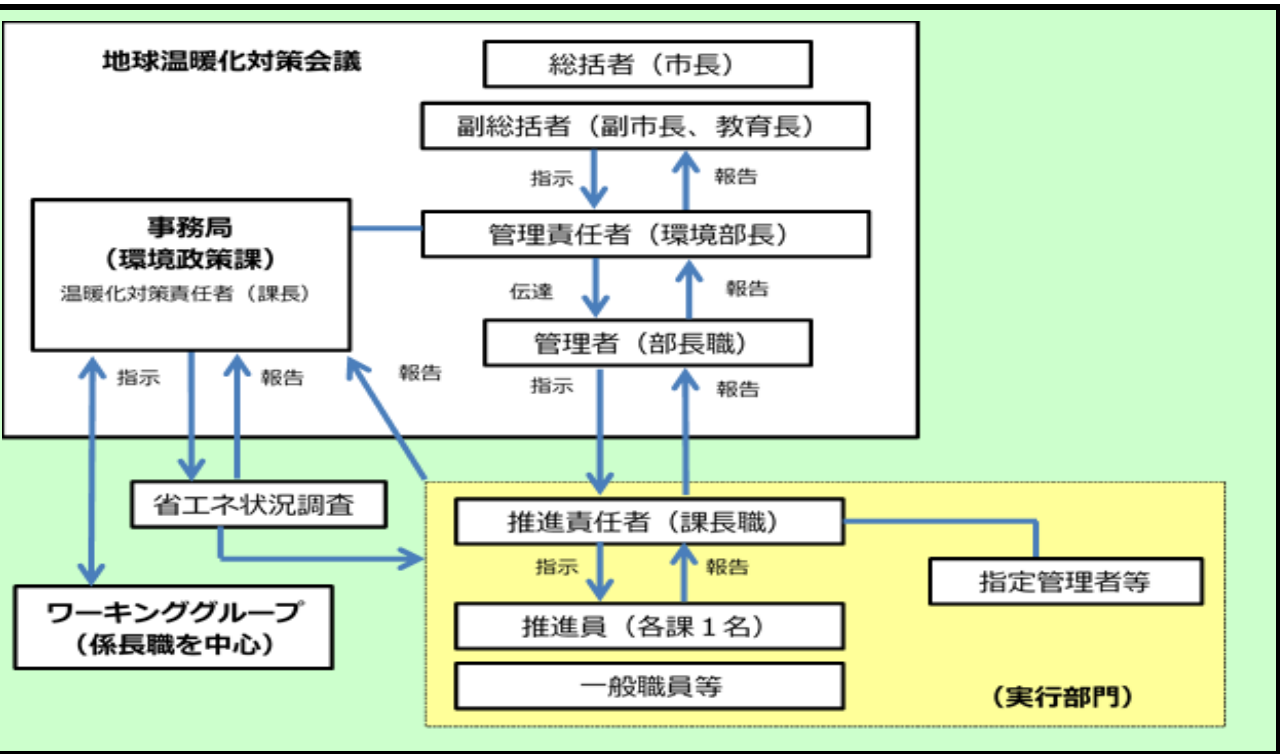 地球温暖化対策会議
総括者（市長）
副総括者（副市長、教育長）
指示
報告
事務局
（環境政策課）
温暖化対策責任者（課長）
管理責任者（環境部長）
伝達
報告
管理者（部長職）
指示
報告
報告
指示
報告
省エネ状況調査
推進責任者（課長職）
指示
報告
指定管理者等
ワーキンググループ
（係長職を中心）
推進員（各課１名）
一般職員等
（実行部門）